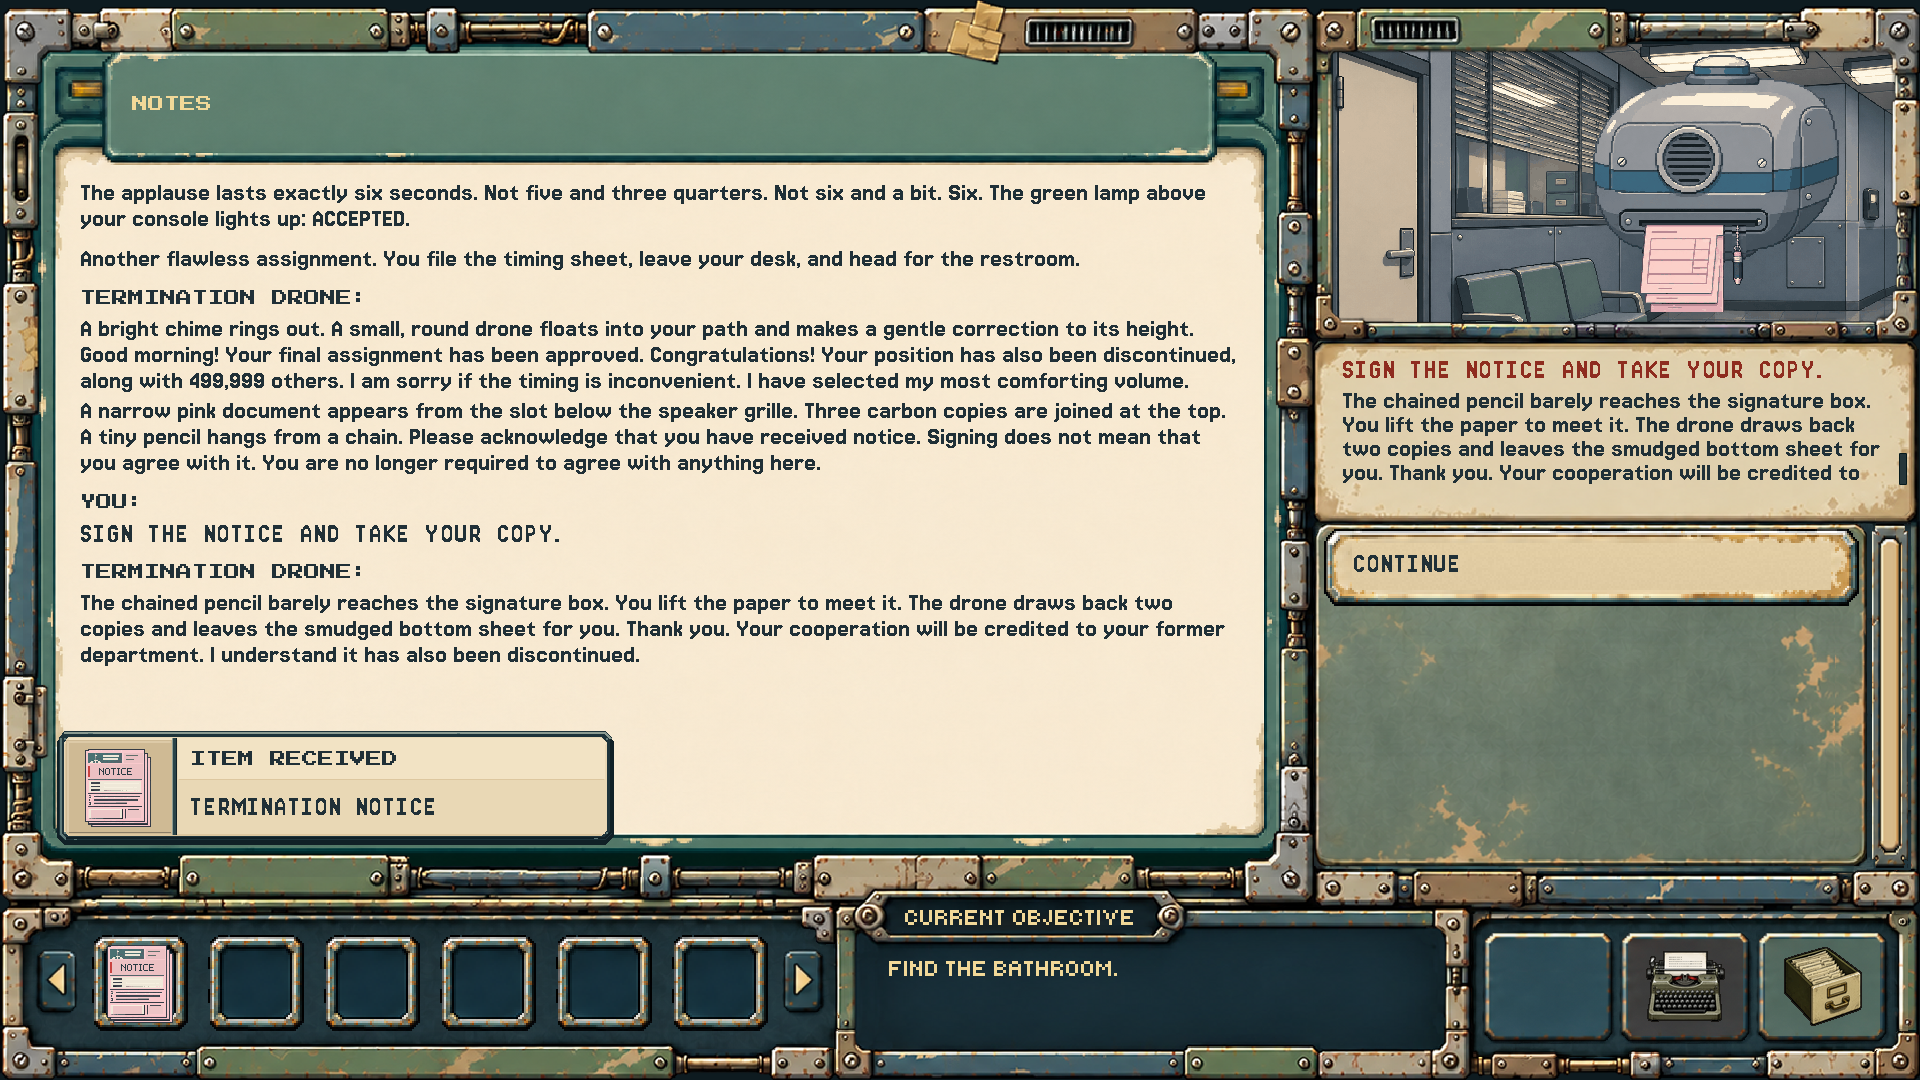 NOTES
The applause lasts exactly six seconds. Not five and three quarters. Not six and a bit. Six. The green lamp above
your console lights up: ACCEPTED.
Another flawless assignment. You file the timing sheet, leave your desk, and head for the restroom.
TERMINATION DRONE:
A bright chime rings out. A small, round drone floats into your path and makes a gentle correction to its height.
Good morning! Your final assignment has been approved. Congratulations! Your position has also been discontinued,
along with 499,999 others. I am sorry if the timing is inconvenient. I have selected my most comforting volume.
A narrow pink document appears from the slot below the speaker grille. Three carbon copies are joined at the top.
A tiny pencil hangs from a chain. Please acknowledge that you have received notice. Signing does not mean that
you agree with it. You are no longer required to agree with anything here.
YOU:
SIGN THE NOTICE AND TAKE YOUR COPY.
TERMINATION DRONE:
The chained pencil barely reaches the signature box. You lift the paper to meet it. The drone draws back two
copies and leaves the smudged bottom sheet for you. Thank you. Your cooperation will be credited to your former
department. I understand it has also been discontinued.
NOTICE
ITEM RECEIVED
TERMINATION NOTICE
SIGN THE NOTICE AND TAKE YOUR COPY.
The chained pencil barely reaches the signature box.
You lift the paper to meet it. The drone draws back
two copies and leaves the smudged bottom sheet for
you. Thank you. Your cooperation will be credited to
CONTINUE
NOTICE
CURRENT OBJECTIVE
FIND THE BATHROOM.